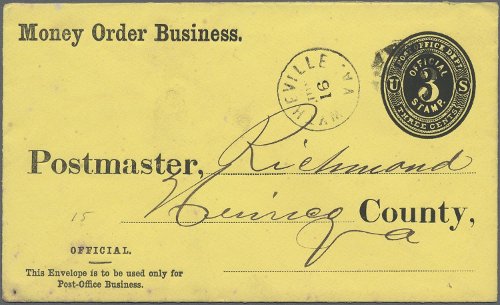 Money Order Business.
POST OFFICE DEPT.
OFFICIAL
U 3 S
STAMP.
THREE CENTS
16
VA.
Postmaster, Richmond
Henrico County,
Va
15
OFFICIAL.
This Envelope is to be used only for
Post-Office Business.